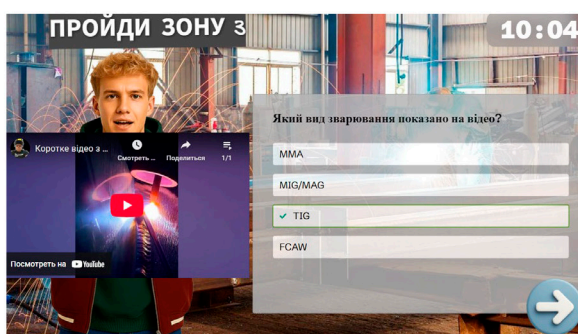 ПРОЙДИ ЗОНУ 3
10:04
Який вид зварювання показано на відео?
Коротке відео з ...
Смотреть ...
Поделиться
1/1
MMA
MIG/MAG
TIG
FCAW
Посмотреть на YouTube